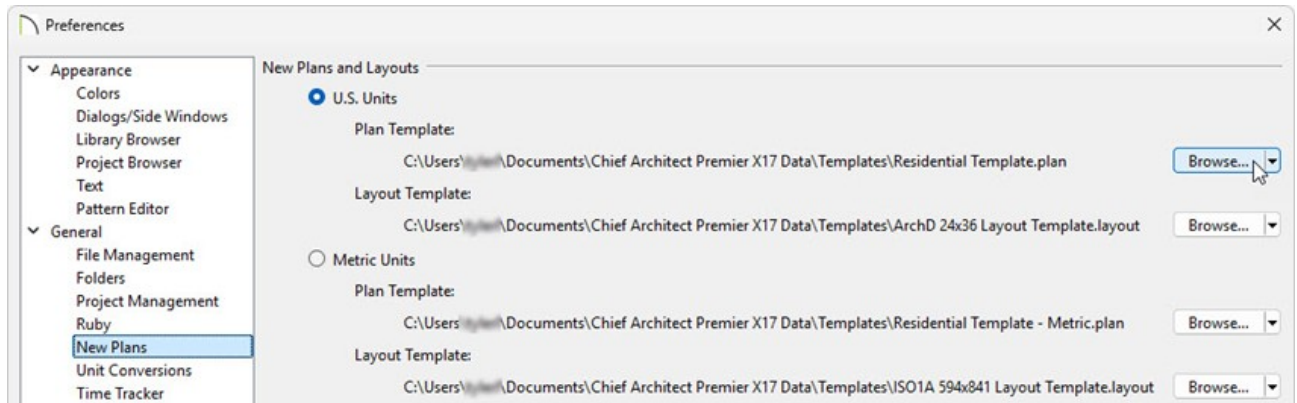 Preferences
Appearance
Colors
Dialogs/Side Windows
Library Browser
Project Browser
Text
Pattern Editor
General
File Management
Folders
Project Management
Ruby
New Plans
Unit Conversions
Time Tracker
New Plans and Layouts
U.S. Units
Plan Template:
C:\Users\ \Documents\Chief Architect Premier X17 Data\Templates\Residential Template.plan Browse...
Layout Template:
C:\Users\ \Documents\Chief Architect Premier X17 Data\Templates\ArchD 24x36 Layout Template.layout Browse...
Metric Units
Plan Template:
C:\Users \Documents\Chief Architect Premier X17 Data\Templates\Residential Template - Metric.plan Browse...
Layout Template:
C:\Users\ \Documents\Chief Architect Premier X17 Data\Templates\ISO1A 594x841 Layout Template.layout Browse...